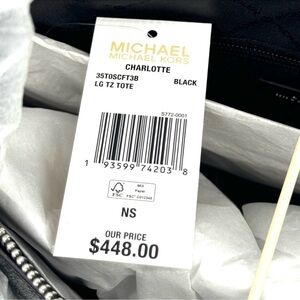 MICHAEL
MICHAEL KORS
CHARLOTTE
35T0SCFT3B BLACK
LG TZ TOTE
5772-0001
1 93599 74203 8
FSC
MIX
Paper
NS
OUR PRICE
$448.00